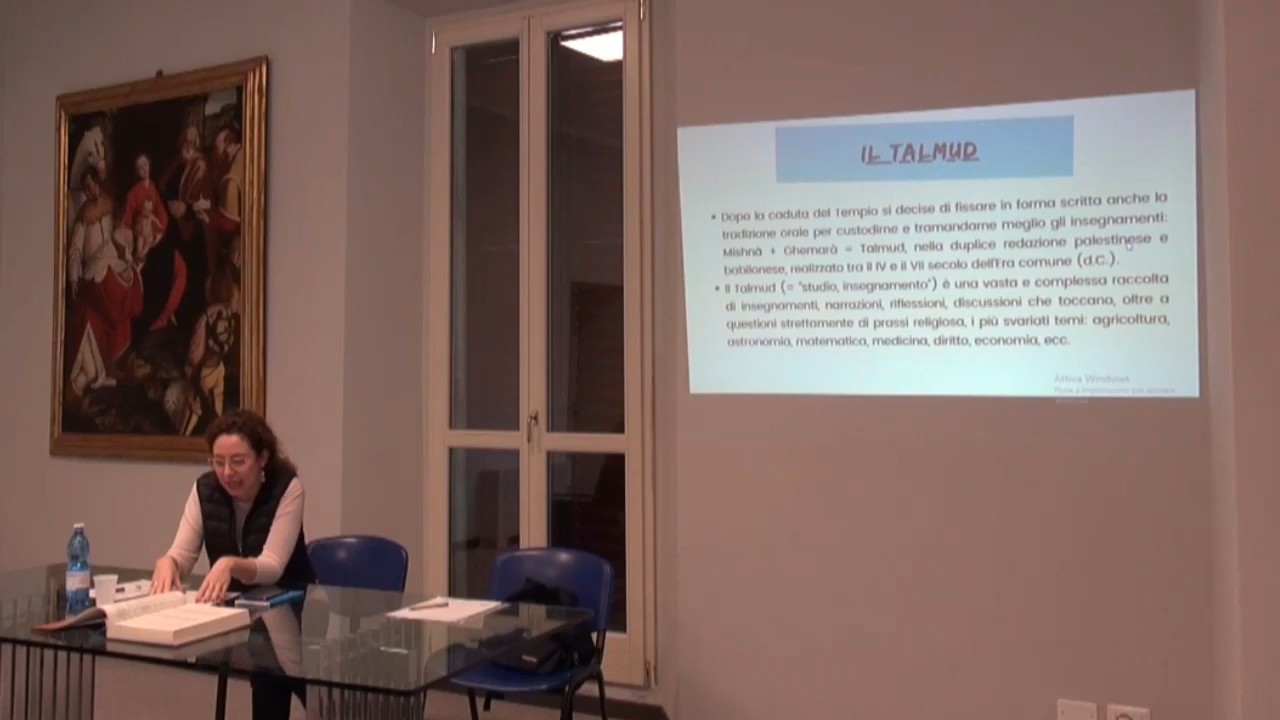 IL TALMUD
• Dopo la caduta del Tempio si decise di fissare in forma scritta anche la
tradizione orale per custodirne e tramandarne meglio gli insegnamenti:
Mishnà + Ghemarà = Talmud, nella duplice redazione palestinese e
babilonese, realizzato tra il IV e il VII secolo dell'Era comune (d.C.).
• Il Talmud (= "studio, insegnamento") è una vasta e complessa raccolta
di insegnamenti, narrazioni, riflessioni, discussioni che toccano, oltre a
questioni strettamente di prassi religiosa, i più svariati temi: agricoltura,
astronomia, matematica, medicina, diritto, economia, ecc.
Attiva Windows